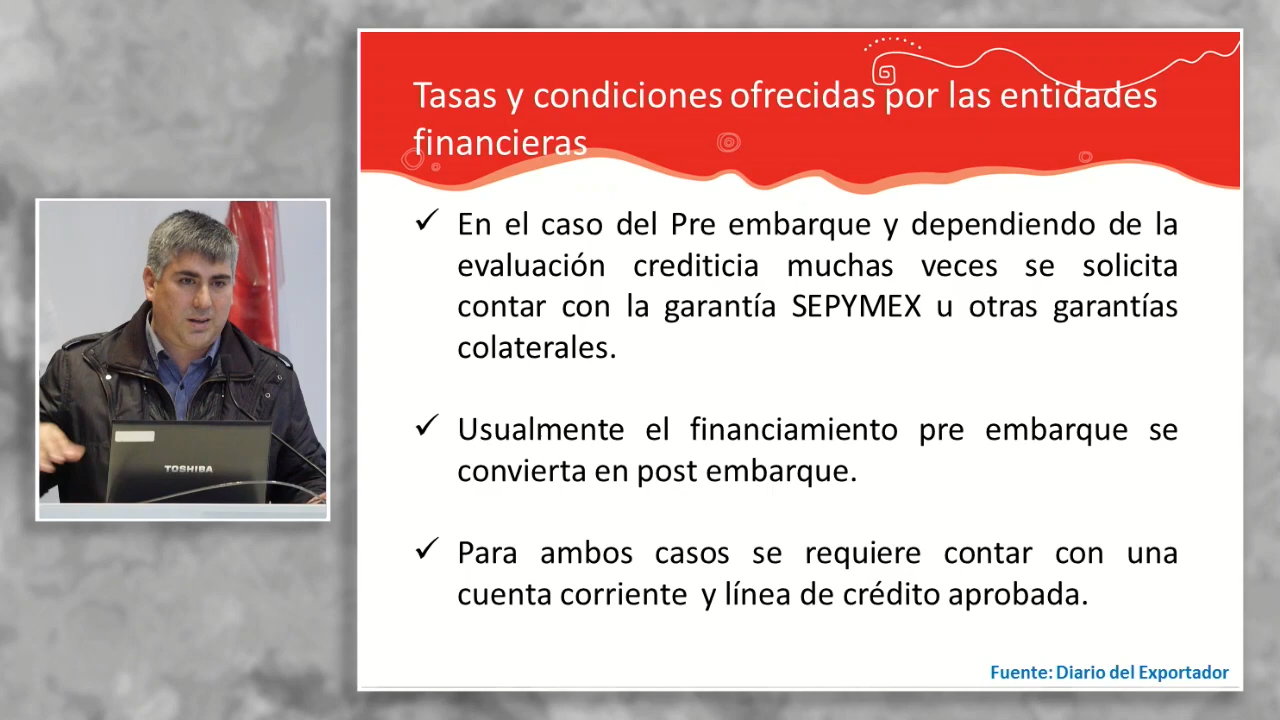 Tasas y condiciones ofrecidas por las entidades
financieras
✓ En el caso del Pre embarque y dependiendo de la
evaluación crediticia muchas veces se solicita
contar con la garantía SEPYMEX u otras garantías
colaterales.
✓ Usualmente el financiamiento pre embarque se
convierta en post embarque.
✓ Para ambos casos se requiere contar con una
cuenta corriente y línea de crédito aprobada.
Fuente: Diario del Exportador
TOSHIBA